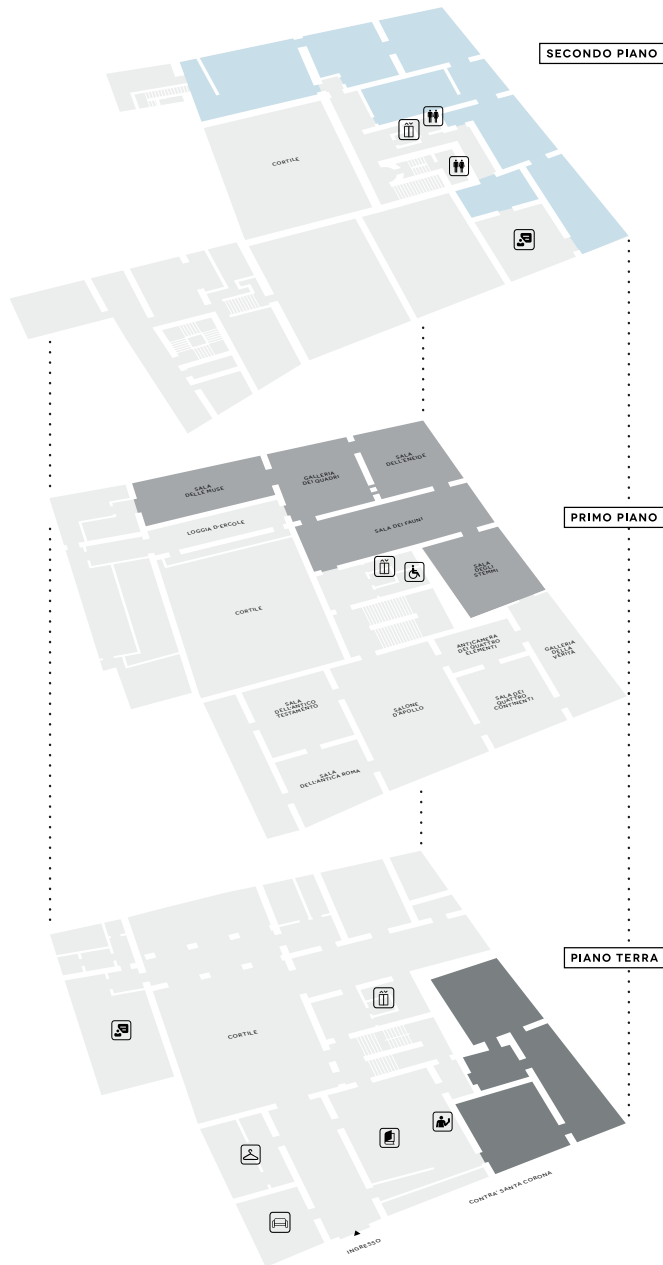 SECONDO PIANO
CORTILE
SALA
DELL'ENEIDE
GALLERIA
DEI QUADRI
SALA
DELLE MUSE
PRIMO PIANO
SALA DEI FAUNI
LOGGIA D'ERCOLE
SALA
DEGLI
STEMMI
CORTILE
ANTICAMERA
DEI QUATTRO
ELEMENTI
GALLERIA
DELLA
VERITÀ
SALA
DELL'ANTICO
TESTAMENTO
SALONE
D'APOLLO
SALA DEI
QUATTRO
CONTINENTI
SALA
DELL'ANTICA ROMA
PIANO TERRA
CORTILE
CONTRA' SANTA CORONA
INGRESSO